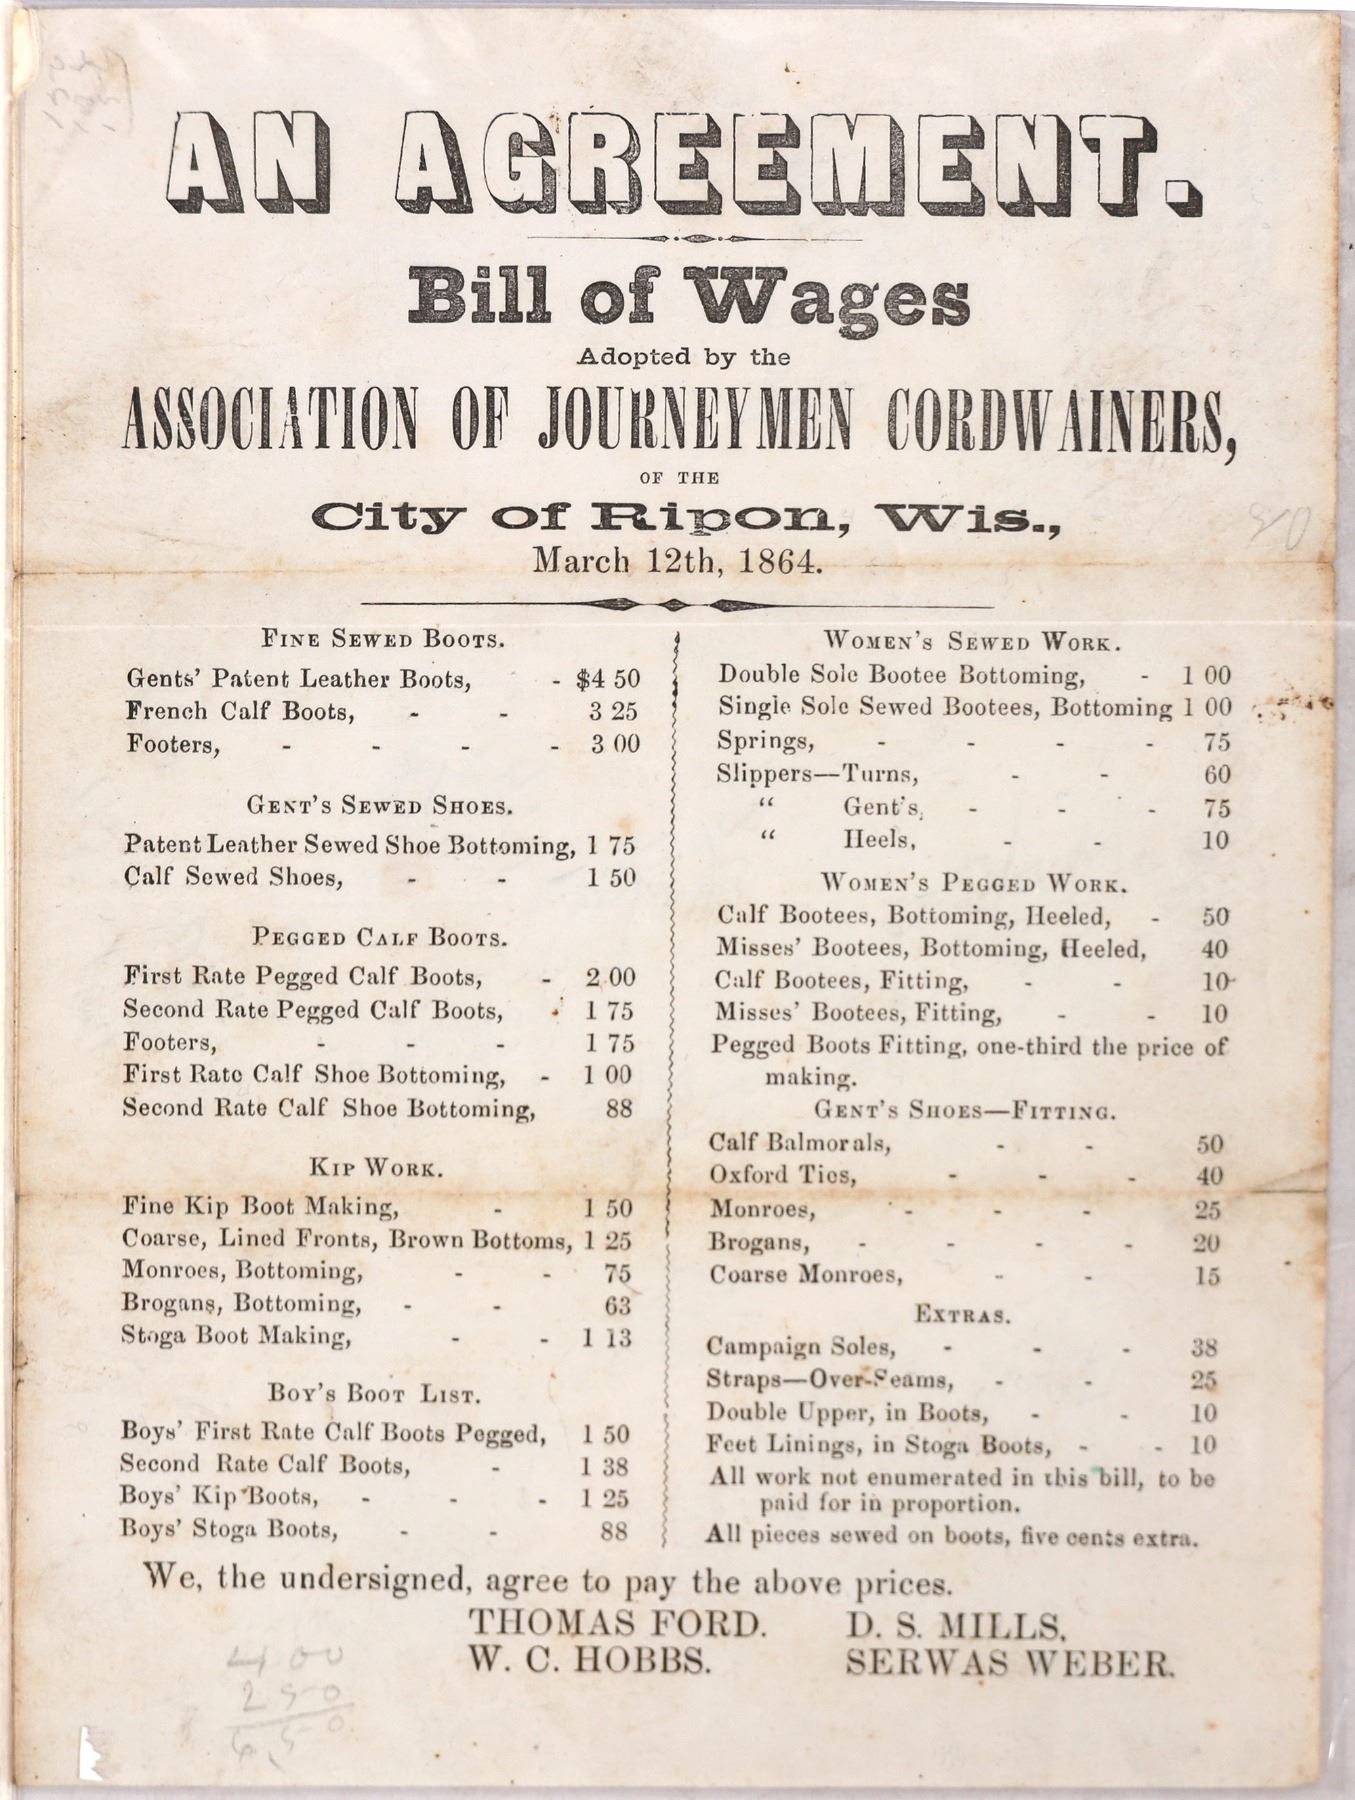 AN AGREEMENT.
Bill of Wages
Adopted by the
ASSOCIATION OF JOURNEYMEN CORDWAINERS,
OF THE
City of Ripon, Wis.,
March 12th, 1864.
FINE SEWED BOOTS.
Gents' Patent Leather Boots, - $4 50
French Calf Boots, - - 3 25
Footers, - - - - 3 00
GENT'S SEWED SHOES.
Patent Leather Sewed Shoe Bottoming, 1 75
Calf Sewed Shoes, - - 1 50
PEGGED CALF BOOTS.
First Rate Pegged Calf Boots, - 2 00
Second Rate Pegged Calf Boots, - 1 75
Footers, - - - 1 75
First Rate Calf Shoe Bottoming, - 1 00
Second Rate Calf Shoe Bottoming, 88
KIP WORK.
Fine Kip Boot Making, - 1 50
Coarse, Lined Fronts, Brown Bottoms, 1 25
Monroes, Bottoming, - - 75
Brogans, Bottoming, - - 63
Stoga Boot Making, - - 1 13
BOY'S BOOT LIST.
Boys' First Rate Calf Boots Pegged, 1 50
Second Rate Calf Boots, - 1 38
Boys' Kip Boots, - - - 1 25
Boys' Stoga Boots, - - 88
WOMEN'S SEWED WORK.
Double Sole Bootee Bottoming, - 1 00
Single Sole Sewed Bootees, Bottoming 1 00
Springs, - - - - 75
Slippers—Turns, - - 60
" Gent's, - - - 75
" Heels, - - 10
WOMEN'S PEGGED WORK.
Calf Bootees, Bottoming, Heeled, - 50
Misses' Bootees, Bottoming, Heeled, 40
Calf Bootees, Fitting, - - 10
Misses' Bootees, Fitting, - - 10
Pegged Boots Fitting, one-third the price of
making.
GENT'S SHOES—FITTING.
Calf Balmorals, - - 50
Oxford Ties, - - - 40
Monroes, - - - 25
Brogans, - - - - 20
Coarse Monroes, - - 15
EXTRAS.
Campaign Soles, - - - 38
Straps—Over-Seams, - - 25
Double Upper, in Boots, - - 10
Feet Linings, in Stoga Boots, - - 10
All work not enumerated in this bill, to be
paid for in proportion.
All pieces sewed on boots, five cents extra.
We, the undersigned, agree to pay the above prices.
THOMAS FORD. D. S. MILLS,
W. C. HOBBS. SERWAS WEBER.
4 00
2 50
6,50